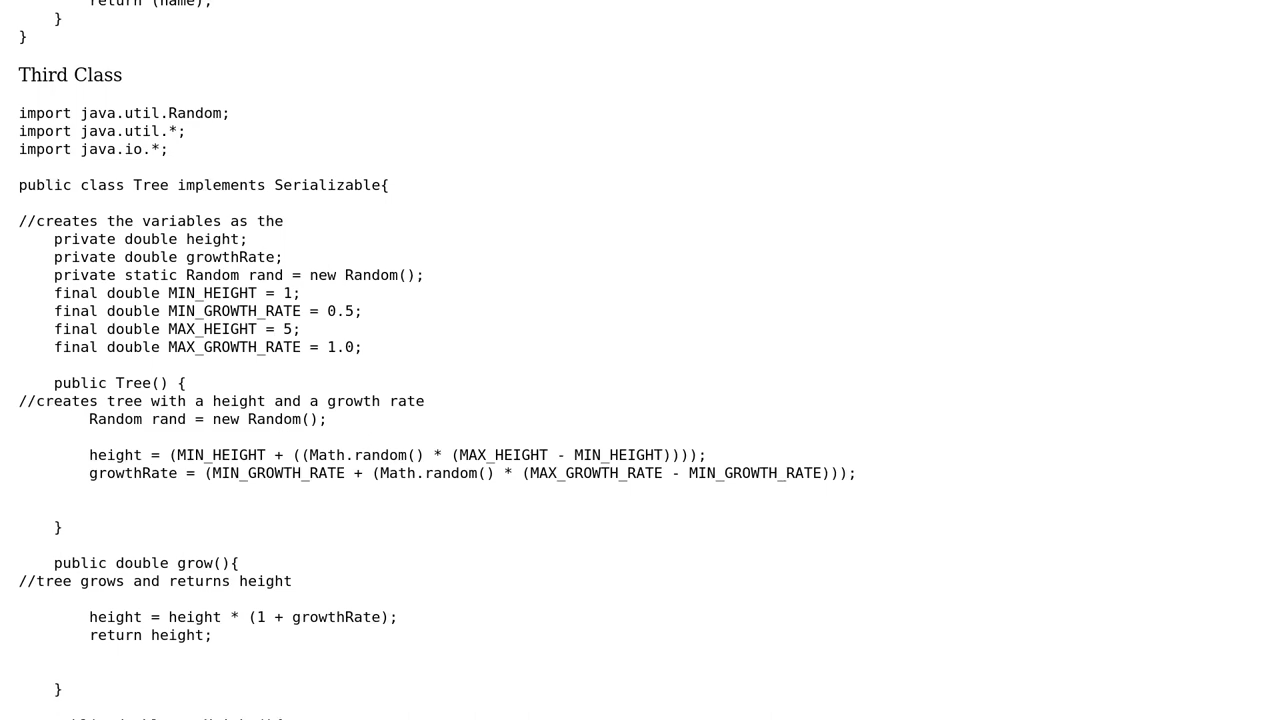 return (name);
    }
}
Third Class
import java.util.Random;
import java.util.*;
import java.io.*;
public class Tree implements Serializable{
//creates the variables as the
    private double height;
    private double growthRate;
    private static Random rand = new Random();
    final double MIN_HEIGHT = 1;
    final double MIN_GROWTH_RATE = 0.5;
    final double MAX_HEIGHT = 5;
    final double MAX_GROWTH_RATE = 1.0;
    public Tree() {
//creates tree with a height and a growth rate
        Random rand = new Random();
        height = (MIN_HEIGHT + ((Math.random() * (MAX_HEIGHT - MIN_HEIGHT))));
        growthRate = (MIN_GROWTH_RATE + (Math.random() * (MAX_GROWTH_RATE - MIN_GROWTH_RATE)));
    }
    public double grow(){
//tree grows and returns height
        height = height * (1 + growthRate);
        return height;
    }